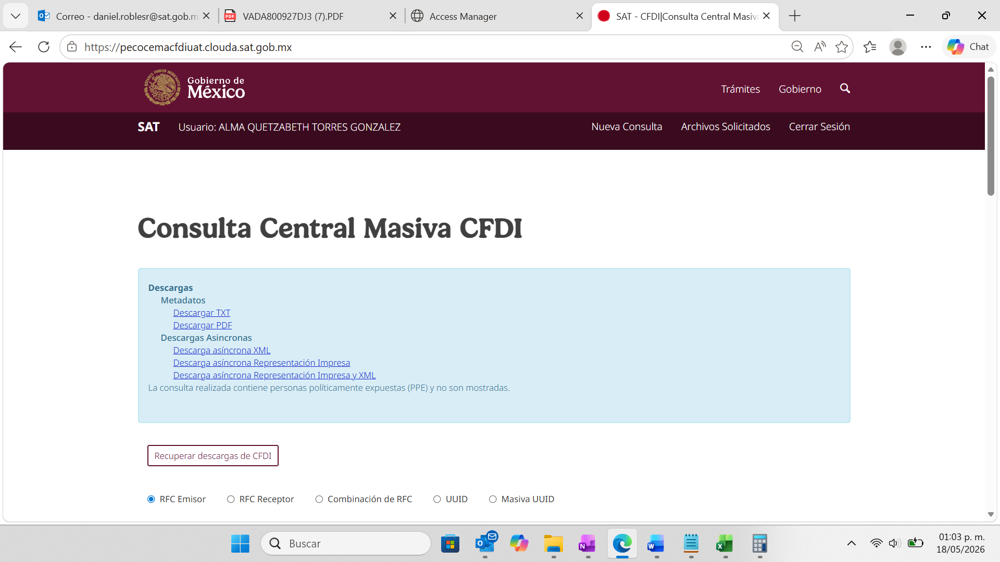 Correo - daniel.roblesr@sat.gob.m
VADA800927DJ3 (7).PDF
Access Manager
SAT - CFDI|Consulta Central Masiva
https://pecocemacfdiuat.clouda.sat.gob.mx
Chat
Gobierno de
México
Trámites
Gobierno
SAT
Usuario: ALMA QUETZABETH TORRES GONZALEZ
Nueva Consulta
Archivos Solicitados
Cerrar Sesión
Consulta Central Masiva CFDI
Descargas
Metadatos
Descargar TXT
Descargar PDF
Descargas Asincronas
Descarga asíncrona XML
Descarga asíncrona Representación Impresa
Descarga asíncrona Representación Impresa y XML
La consulta realizada contiene personas políticamente expuestas (PPE) y no son mostradas.
Recuperar descargas de CFDI
RFC Emisor
RFC Receptor
Combinación de RFC
UUID
Masiva UUID
Buscar
01:03 p. m.
18/05/2026